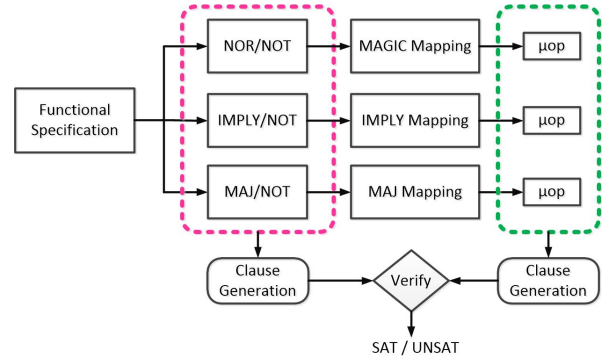 NOR/NOT
MAGIC Mapping
μop
Functional
Specification
IMPLY/NOT
IMPLY Mapping
μop
MAJ/NOT
MAJ Mapping
μop
Clause
Generation
Verify
Clause
Generation
SAT / UNSAT